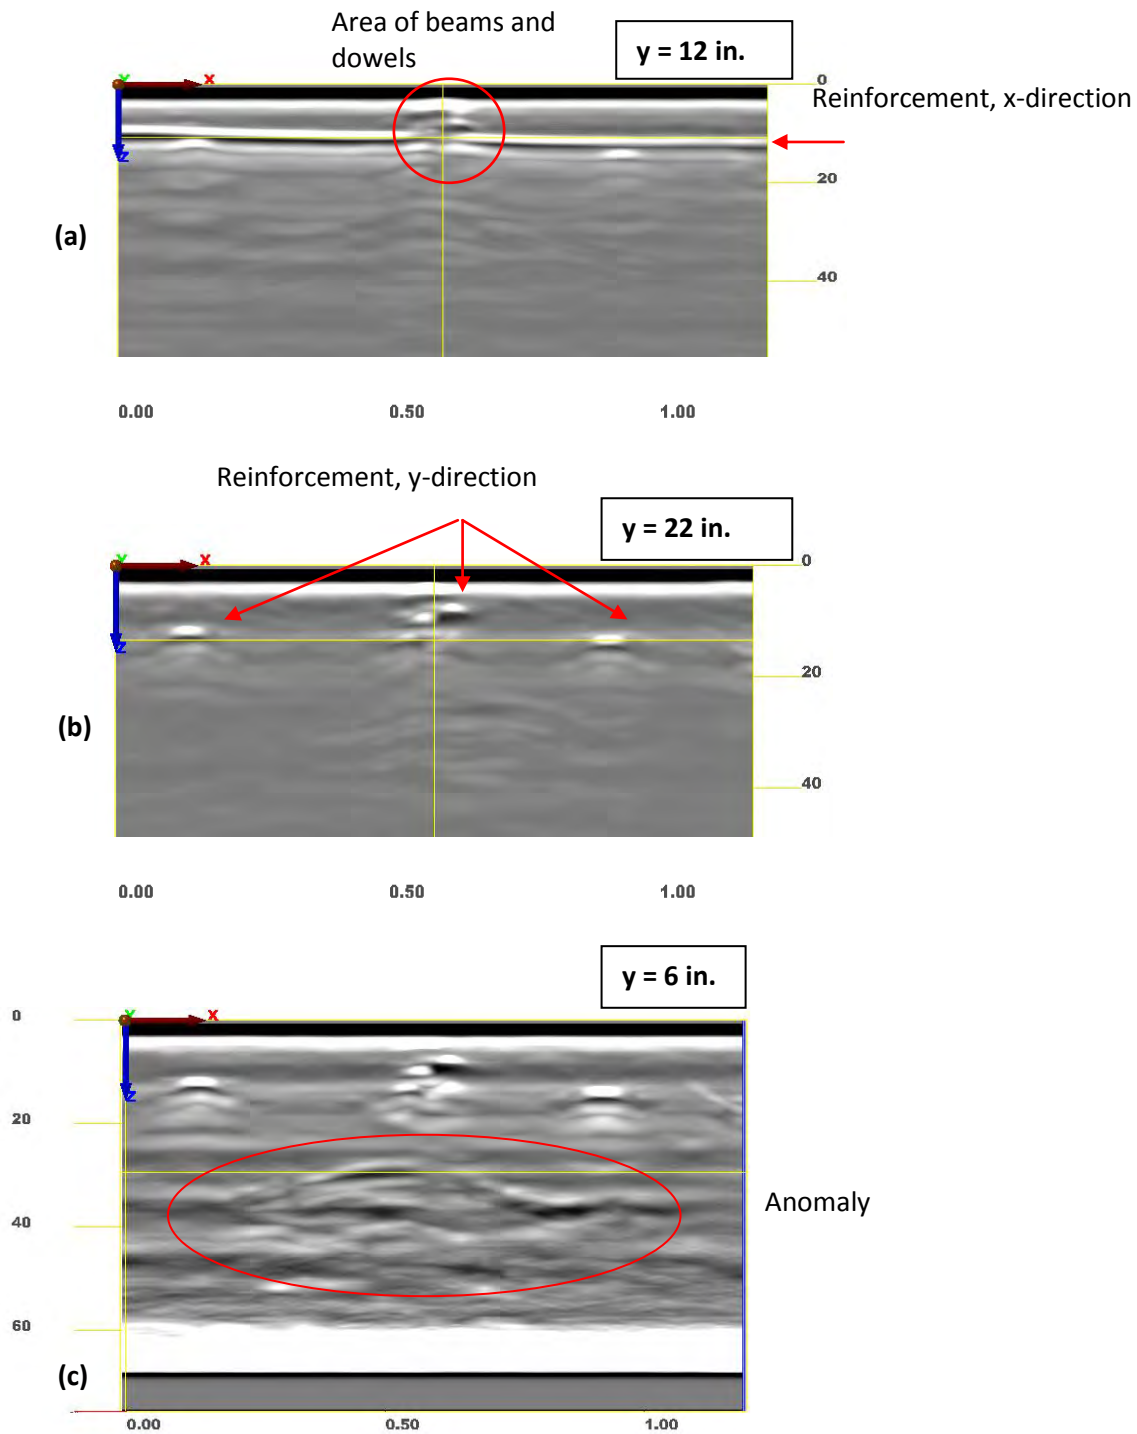 Area of beams and
dowels
y = 12 in.
Y
X
Z
0
Reinforcement, x-direction
20
(a)
40
0.00 0.50 1.00
Reinforcement, y-direction
y = 22 in.
Y
X
Z
0
20
(b)
40
0.00 0.50 1.00
y = 6 in.
0
Y
X
Z
20
Anomaly
40
60
(c)
0.00 0.50 1.00